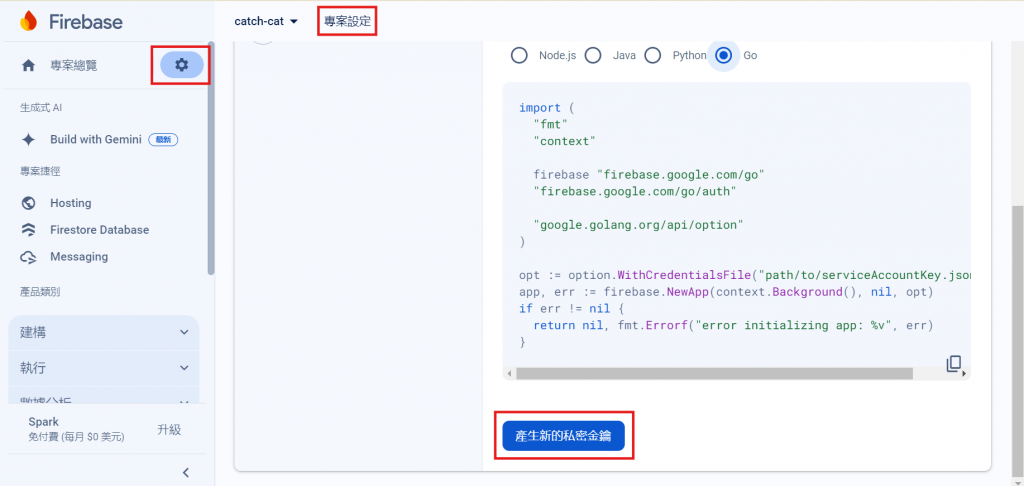 Firebase
catch-cat
專案設定
專案總覽
生成式 AI
Build with Gemini 最新
專案捷徑
Hosting
Firestore Database
Messaging
產品類別
建構
執行
數據分析
Spark
免付費 (每月 $0 美元)
升級
Node.js Java Python Go
import (
"fmt"
"context"
firebase "firebase.google.com/go"
"firebase.google.com/go/auth"
"google.golang.org/api/option"
)
opt := option.WithCredentialsFile("path/to/serviceAccountKey.json
app, err := firebase.NewApp(context.Background(), nil, opt)
if err != nil {
return nil, fmt.Errorf("error initializing app: %v", err)
}
產生新的私密金鑰